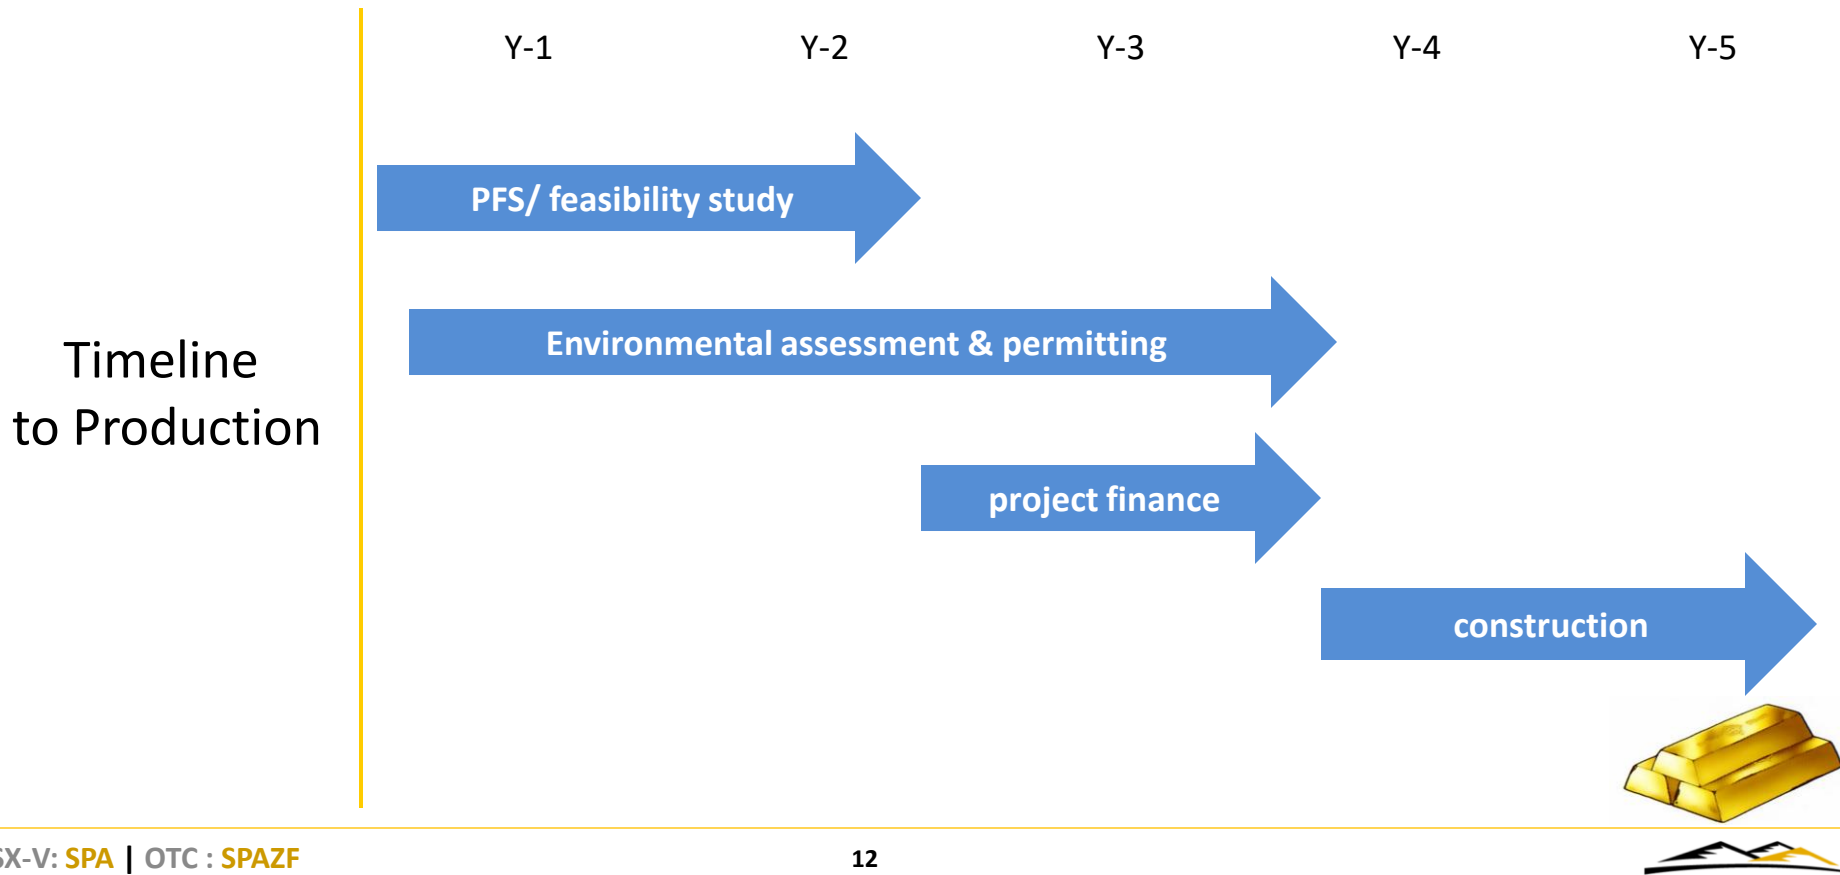 Y-1 Y-2 Y-3 Y-4 Y-5
PFS/ feasibility study
Environmental assessment & permitting
Timeline
to Production
project finance
construction
SX-V: SPA | OTC : SPAZF
12